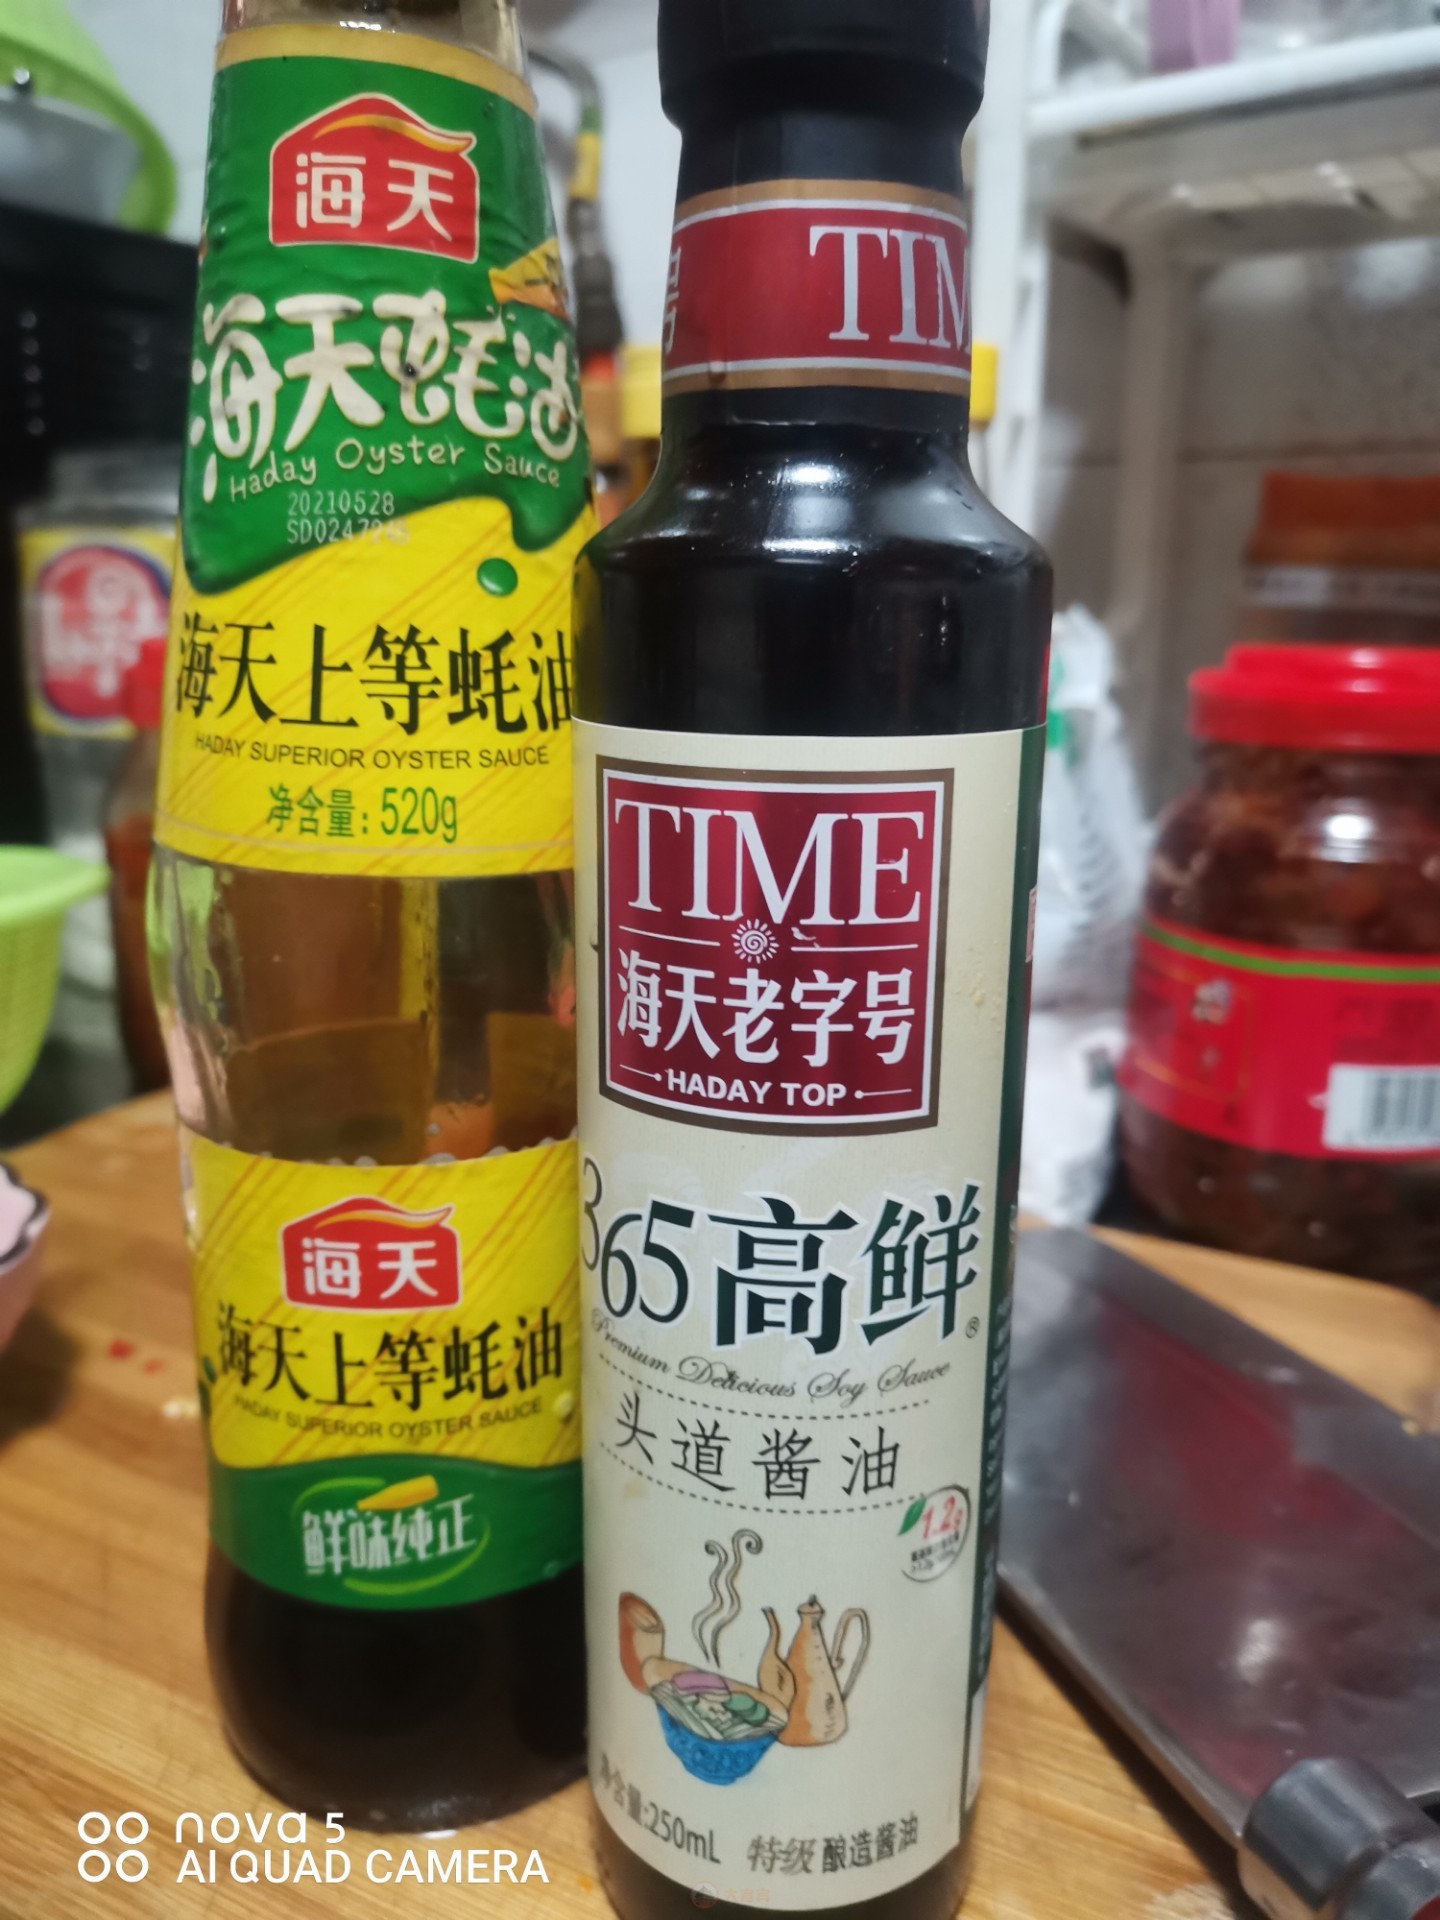 海天
海天蚝油
Haday Oyster Sauce
20210528
海天上等蚝油
HADAY SUPERIOR OYSTER SAUCE
净含量：520g
海天
海天上等蚝油
HADAY SUPERIOR OYSTER SAUCE
鲜味纯正
号
TIM
TIME
海天老字号
HADAY TOP
365高鲜®
Premium Delicious Soy Sauce
头道酱油
1.2g
净含量:250mL
特级 酿造酱油
nova 5
AI QUAD CAMERA